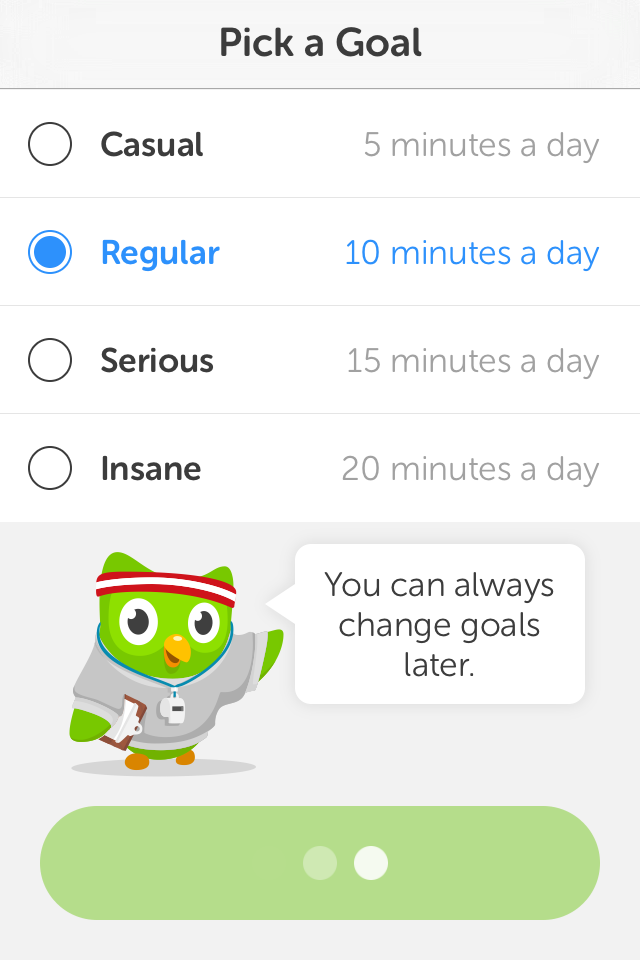 Pick a Goal
Casual 5 minutes a day
Regular 10 minutes a day
Serious 15 minutes a day
Insane 20 minutes a day
You can always
change goals
later.